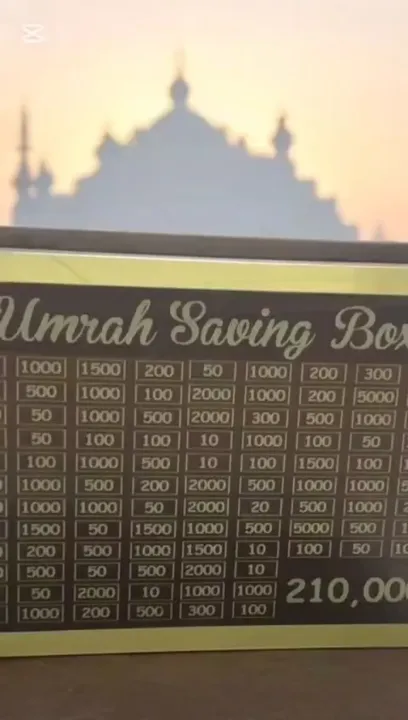 Umrah Saving Box
1000 1500 200 50 1000 200 300
500 1000 100 2000 1000 200 5000
50 1000 500 2000 300 500 1000
50 100 100 10 1000 100 50
100 1000 500 10 100 1500 100
1000 500 200 2000 500 1000 1000
1000 1000 50 2000 20 500 1000
1500 50 1500 1000 500 5000 500
200 500 1000 1500 10 100 50
500 50 500 2000 10
50 2000 10 1000 1000
1000 200 500 300 100
210,000